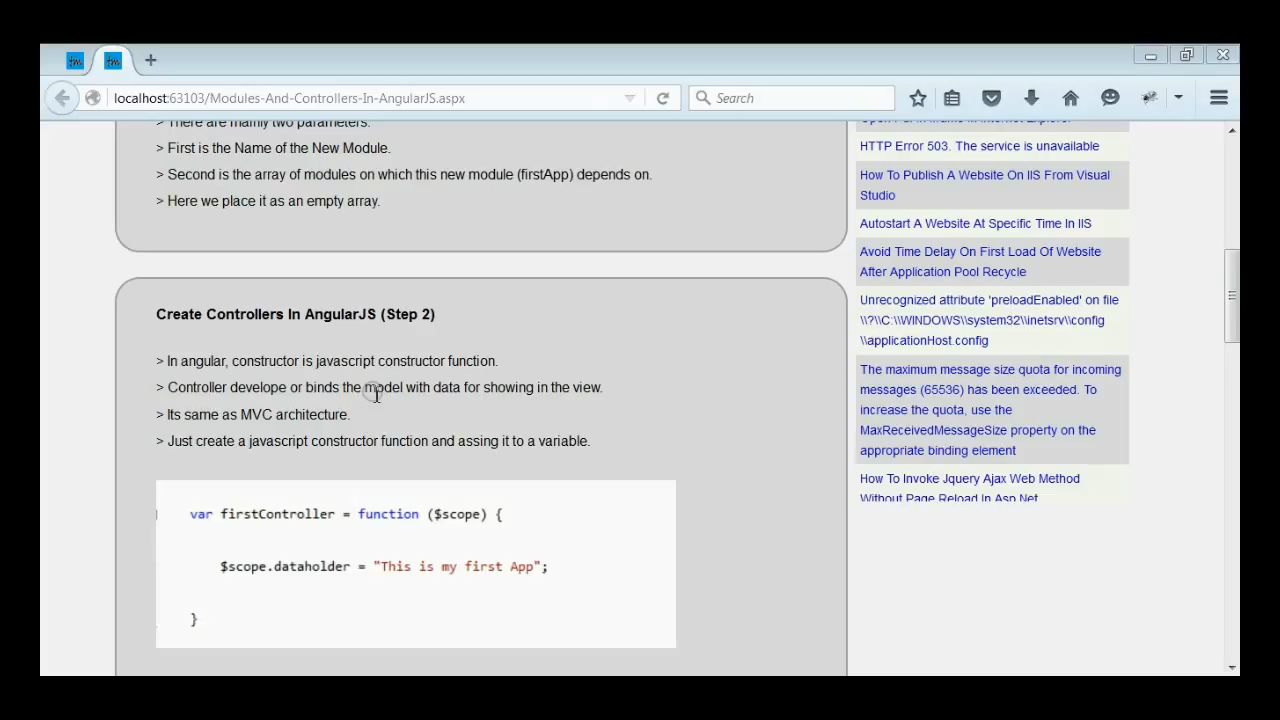 tm
tm
localhost:63103/Modules-And-Controllers-In-AngularJS.aspx
Search
> There are mainly two parameters.
> First is the Name of the New Module.
> Second is the array of modules on which this new module (firstApp) depends on.
> Here we place it as an empty array.
Create Controllers In AngularJS (Step 2)
> In angular, constructor is javascript constructor function.
> Controller develope or binds the model with data for showing in the view.
> Its same as MVC architecture.
> Just create a javascript constructor function and assing it to a variable.
var firstController = function ($scope) {
$scope.dataholder = "This is my first App";
}
HTTP Error 503. The service is unavailable
How To Publish A Website On IIS From Visual
Studio
Autostart A Website At Specific Time In IIS
Avoid Time Delay On First Load Of Website
After Application Pool Recycle
Unrecognized attribute 'preloadEnabled' on file
\\?\\C:\\WINDOWS\\system32\\inetsrv\\config
\\applicationHost.config
The maximum message size quota for incoming
messages (65536) has been exceeded. To
increase the quota, use the
MaxReceivedMessageSize property on the
appropriate binding element
How To Invoke Jquery Ajax Web Method
Without Page Reload In Asp.Net